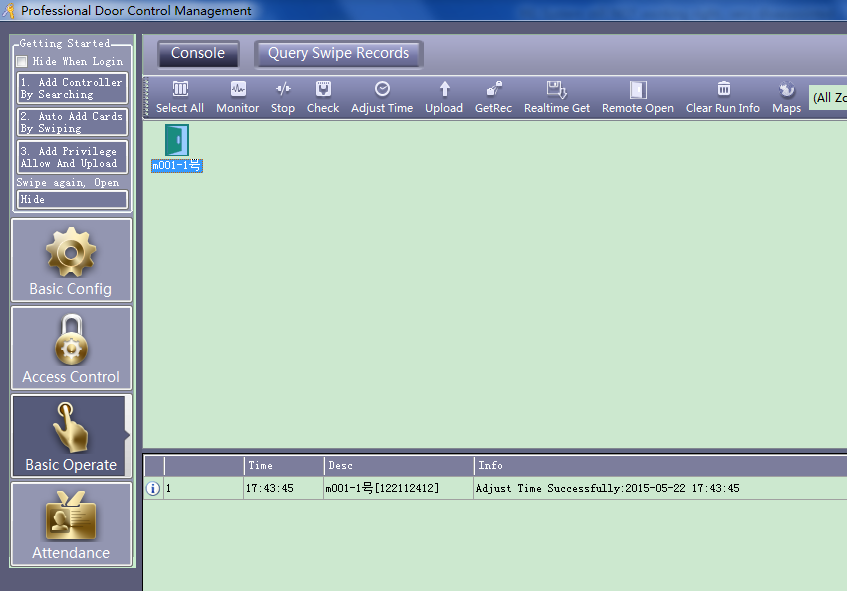 Professional Door Control Management
Getting Started
Hide When Login
1. Add Controller
By Searching
2. Auto Add Cards
By Swiping
3. Add Privilege
Allow And Upload
Swipe again, Open
Hide
Basic Config
Access Control
Basic Operate
Attendance
Console
Query Swipe Records
Select All
Monitor
Stop
Check
Adjust Time
Upload
GetRec
Realtime Get
Remote Open
Clear Run Info
Maps
(All Zo
m001-1号
Time Desc Info
1 17:43:45 m001-1号[122112412] Adjust Time Successfully:2015-05-22 17:43:45